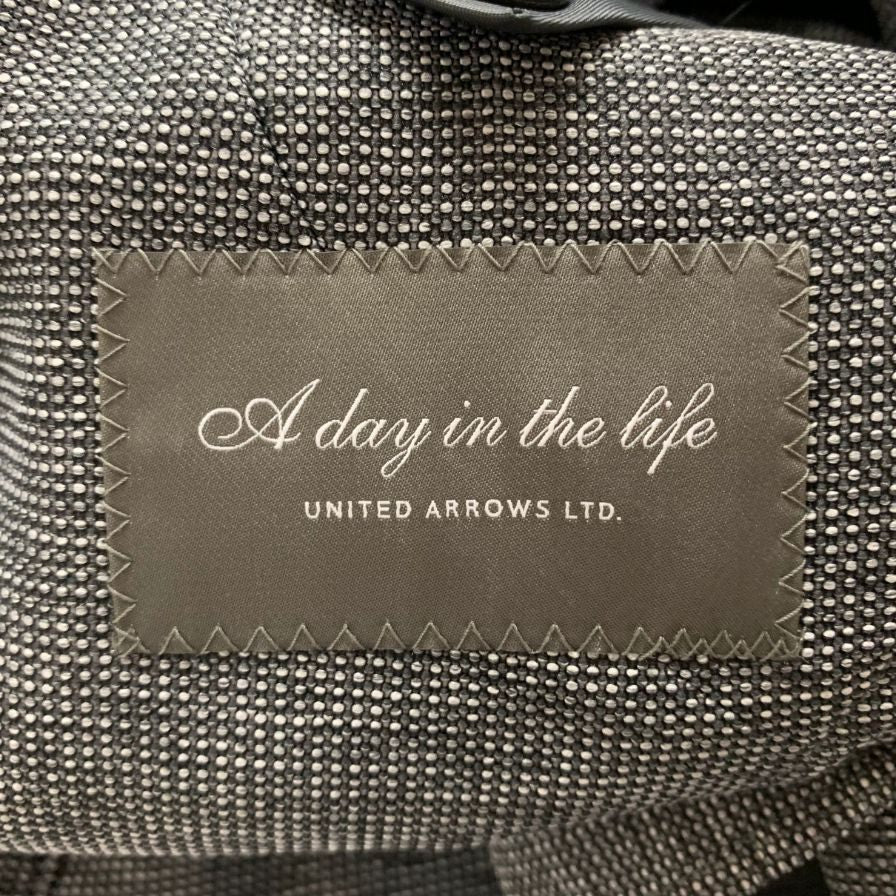 A day in the life
UNITED ARROWS LTD.